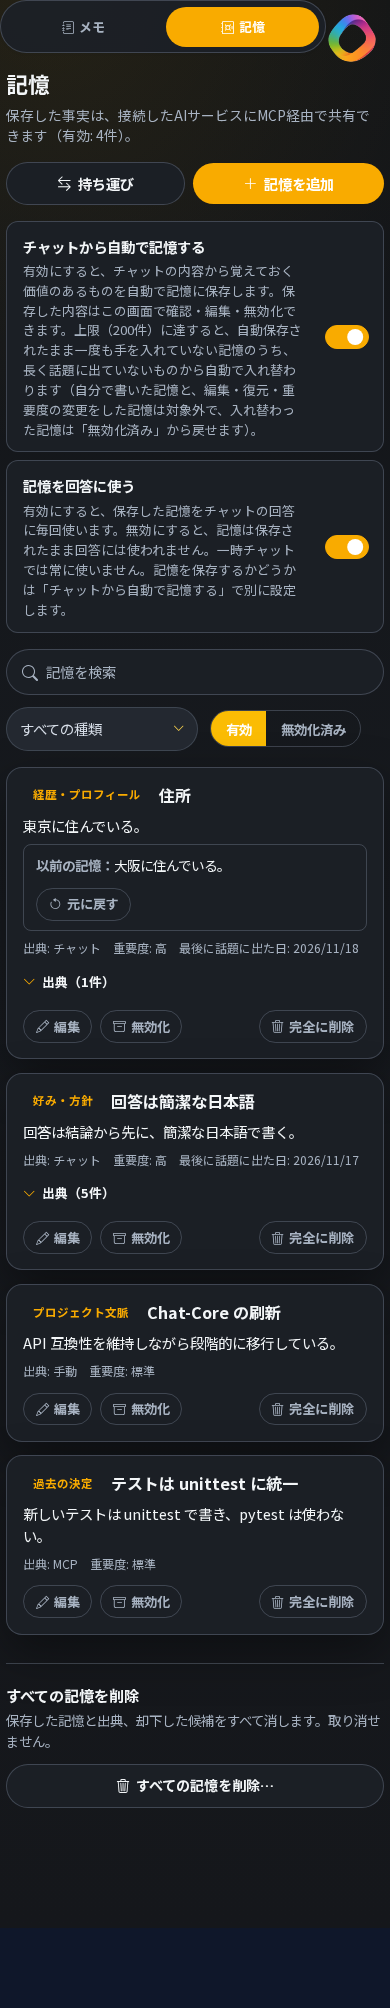 メモ
記憶
記憶
保存した事実は、接続したAIサービスにMCP経由で共有で
きます（有効: 4件）。
持ち運び
記憶を追加
チャットから自動で記憶する
有効にすると、チャットの内容から覚えておく
価値のあるものを自動で記憶に保存します。保
存した内容はこの画面で確認・編集・無効化で
きます。上限（200件）に達すると、自動保存さ
れたまま一度も手を入れていない記憶のうち、
長く話題に出ていないものから自動で入れ替わ
ります（自分で書いた記憶と、編集・復元・重
要度の変更をした記憶は対象外で、入れ替わっ
た記憶は「無効化済み」から戻せます）。
記憶を回答に使う
有効にすると、保存した記憶をチャットの回答
に毎回使います。無効にすると、記憶は保存さ
れたまま回答には使われません。一時チャット
では常に使いません。記憶を保存するかどうか
は「チャットから自動で記憶する」で別に設定
します。
記憶を検索
すべての種類
有効
無効化済み
経歴・プロフィール 住所
東京に住んでいる。
以前の記憶：大阪に住んでいる。
元に戻す
出典: チャット 重要度: 高 最後に話題に出た日: 2026/11/18
出典（1件）
編集
無効化
完全に削除
好み・方針 回答は簡潔な日本語
回答は結論から先に、簡潔な日本語で書く。
出典: チャット 重要度: 高 最後に話題に出た日: 2026/11/17
出典（5件）
編集
無効化
完全に削除
プロジェクト文脈 Chat-Core の刷新
API 互換性を維持しながら段階的に移行している。
出典: 手動 重要度: 標準
編集
無効化
完全に削除
過去の決定 テストは unittest に統一
新しいテストは unittest で書き、pytest は使わな
い。
出典: MCP 重要度: 標準
編集
無効化
完全に削除
すべての記憶を削除
保存した記憶と出典、却下した候補をすべて消します。取り消せ
ません。
すべての記憶を削除…